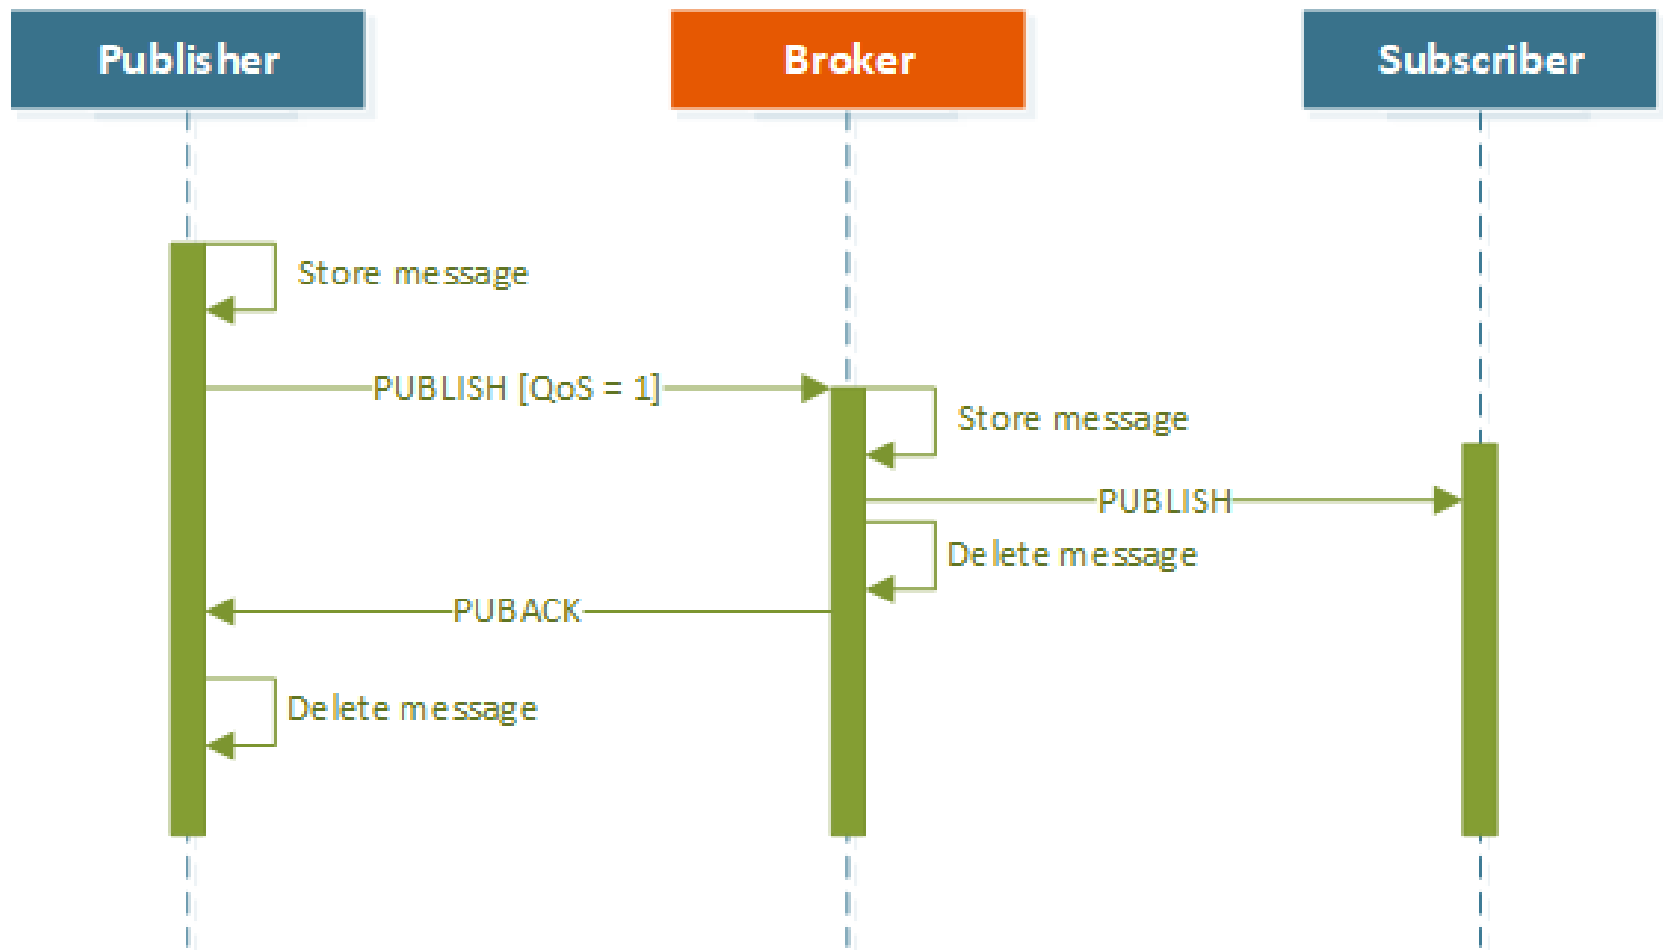 Publisher
Broker
Subscriber
Store message
PUBLISH [QoS = 1]
Store message
PUBLISH
Delete message
PUBACK
Delete message